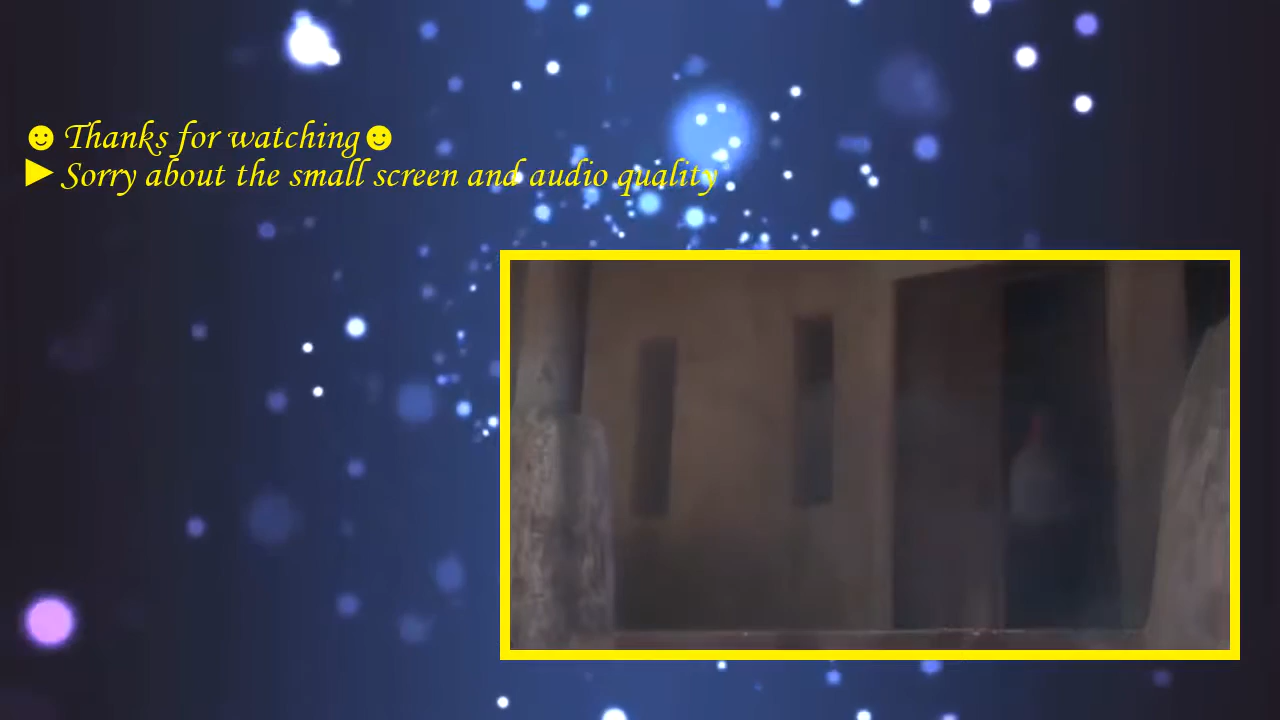 ☻Thanks for watching☻
►Sorry about the small screen and audio quality